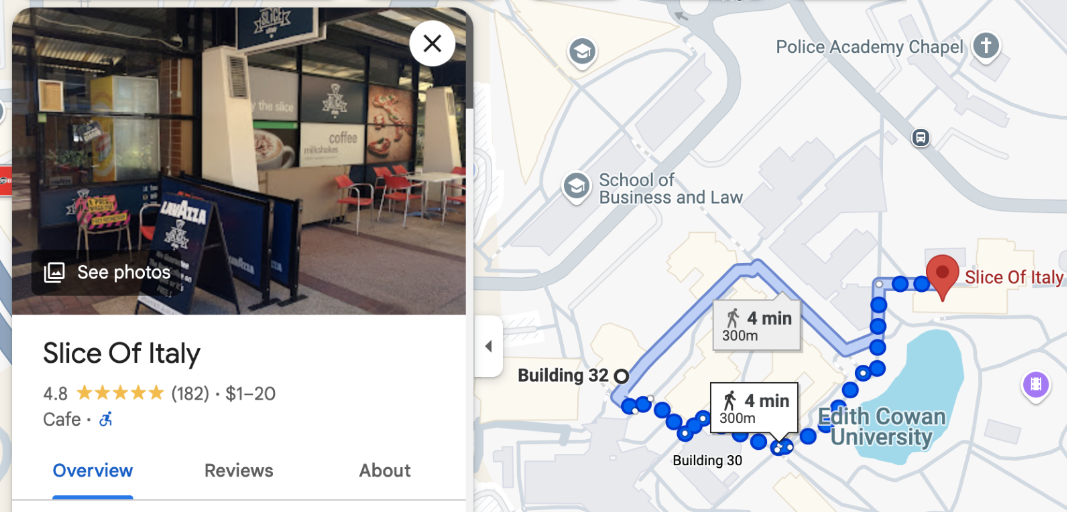 SLICE
by the slice
coffee
milkshakes
LAVAZZA
See photos
Slice Of Italy
4.8 ★★★★★ (182) · $1–20
Cafe ·
Overview
Reviews
About
Police Academy Chapel
School of
Business and Law
Slice Of Italy
4 min
300m
Building 32
4 min
300m
Edith Cowan
University
Building 30